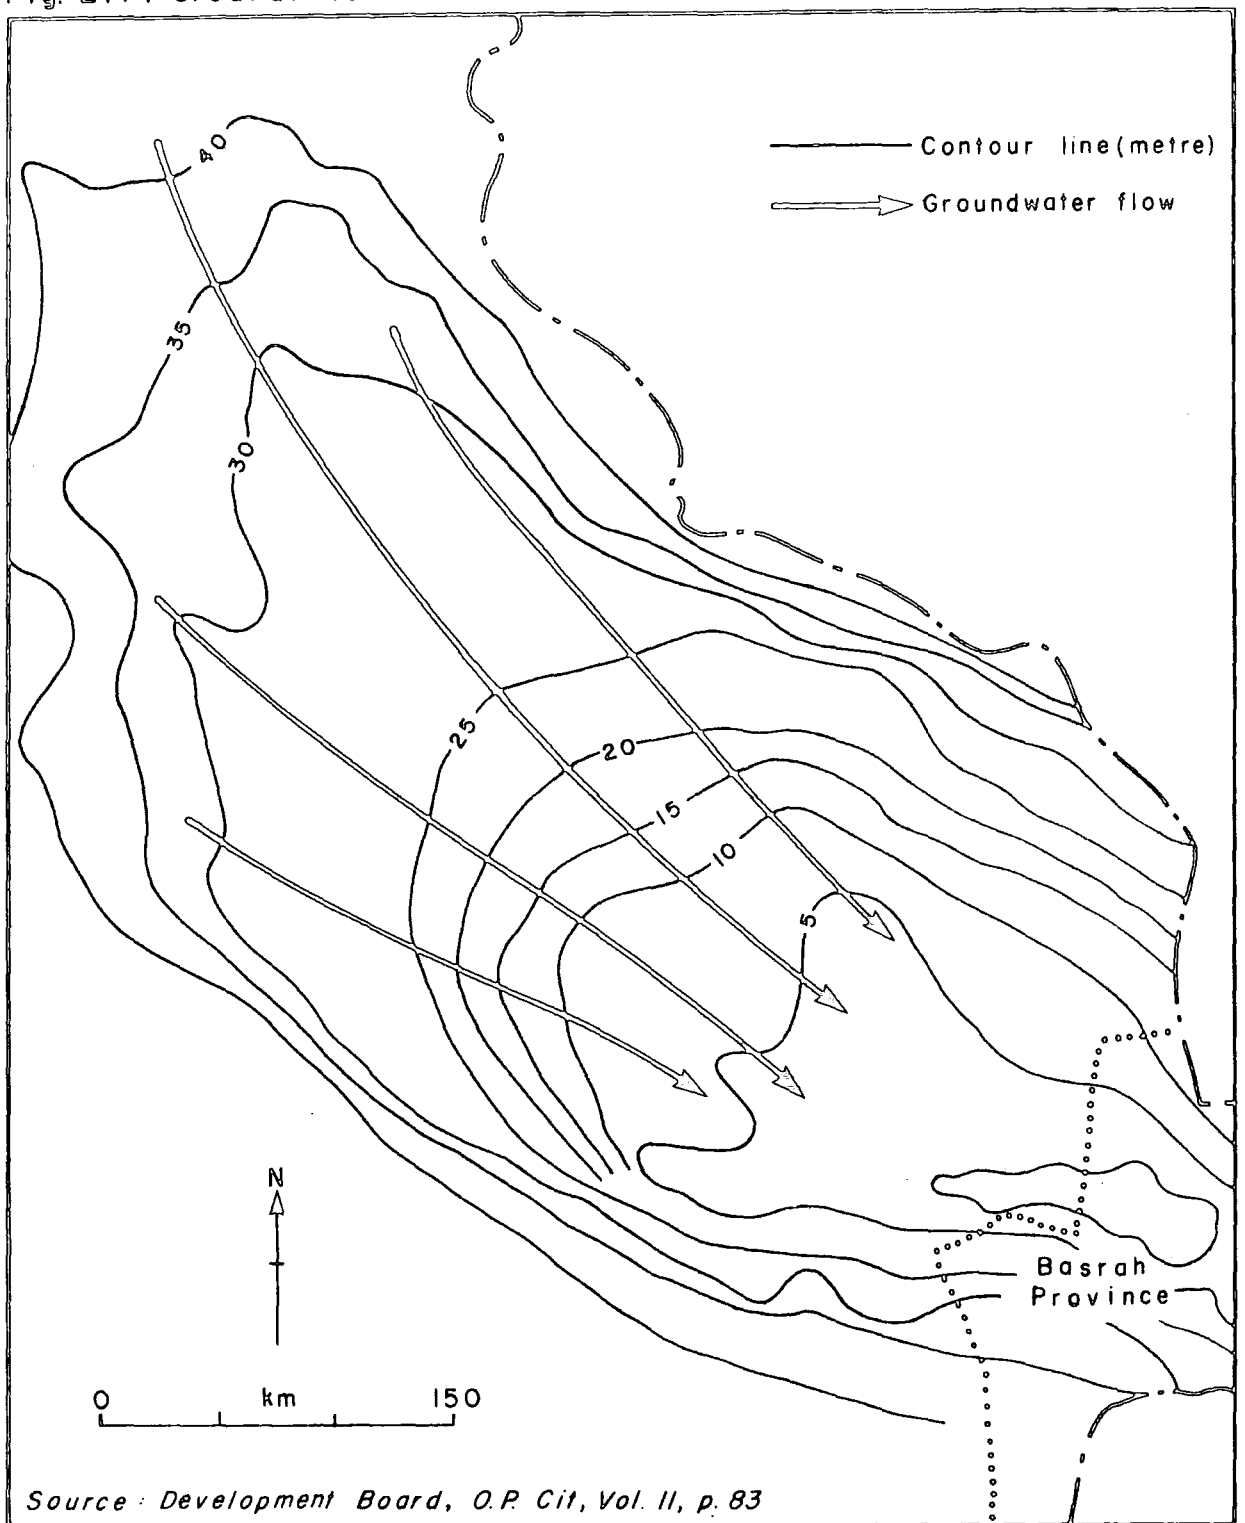 Fig.
Contour line (metre)
Groundwater flow
40
35
30
25
20
15
10
5
N
Basrah
Province
0 km 150
Source : Development Board, O.P. Cit, Vol. II, p. 83